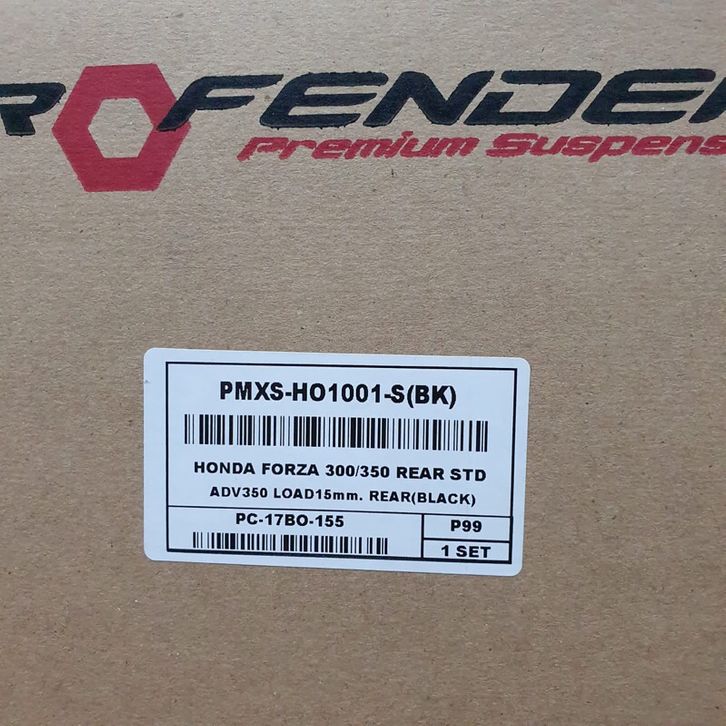 ROFENDER
Premium Suspens
PMXS-HO1001-S(BK)
HONDA FORZA 300/350 REAR STD
ADV350 LOAD15mm. REAR(BLACK)
PC-17BO-155
P99
1 SET